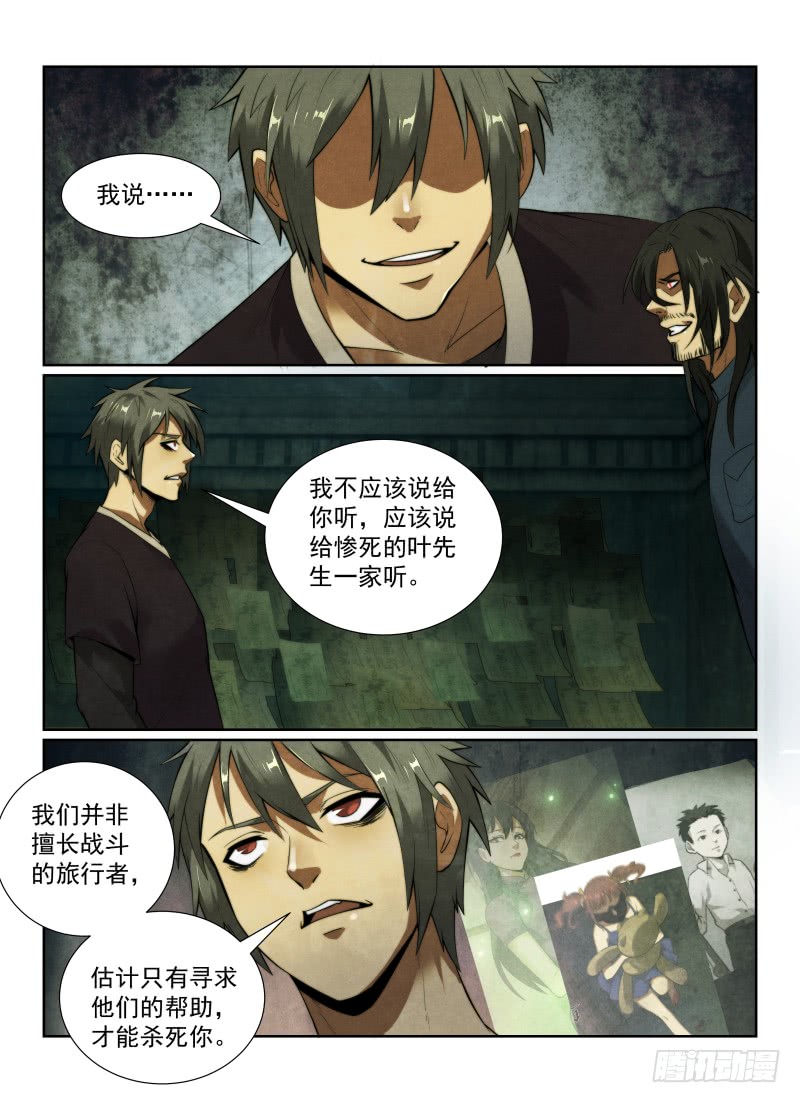 我说……
我不应该说给
你听，应该说
给惨死的叶先
生一家听。
我们并非
擅长战斗
的旅行者，
估计只有寻求
他们的帮助，
才能杀死你。
腾讯动漫